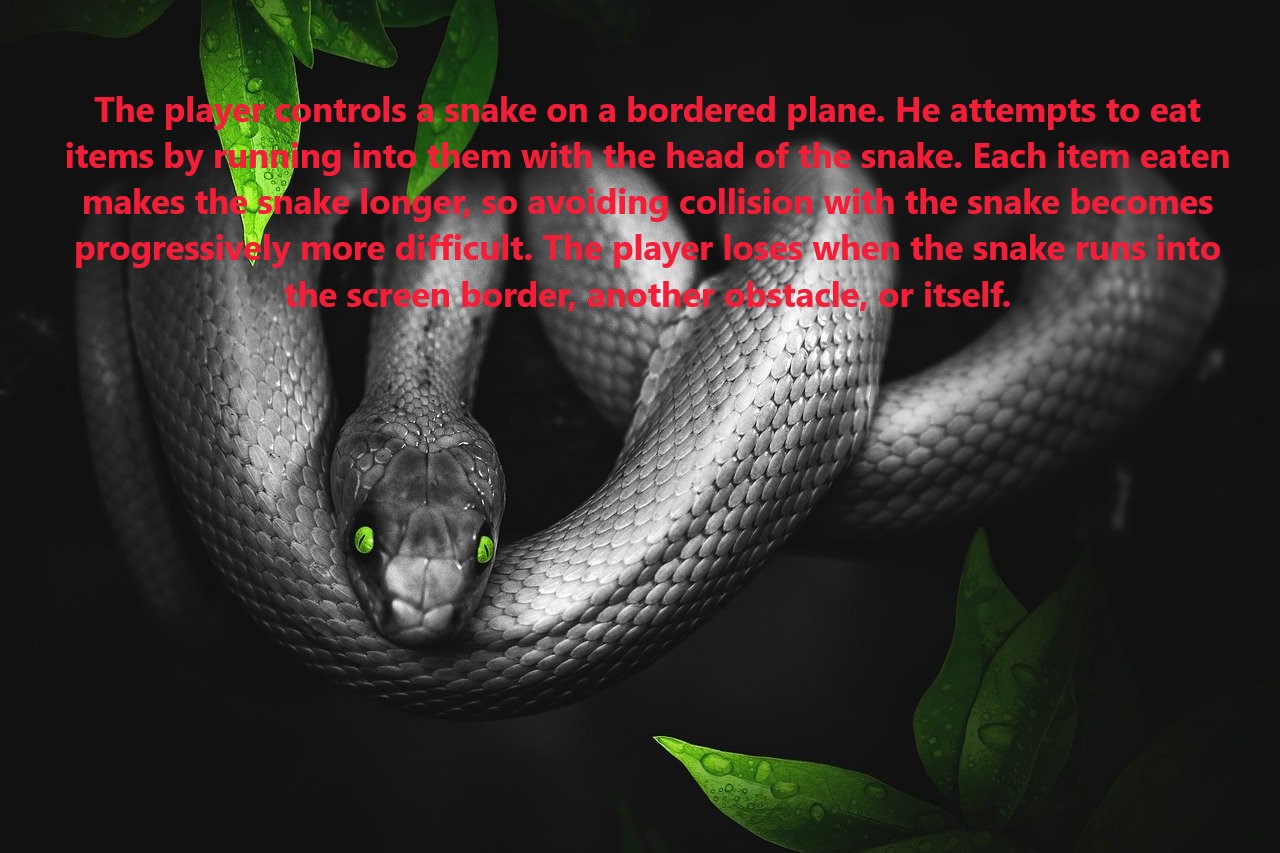 The player controls a snake on a bordered plane. He attempts to eat
items by running into them with the head of the snake. Each item eaten
makes the snake longer, so avoiding collision with the snake becomes
progressively more difficult. The player loses when the snake runs into
the screen border, another obstacle, or itself.